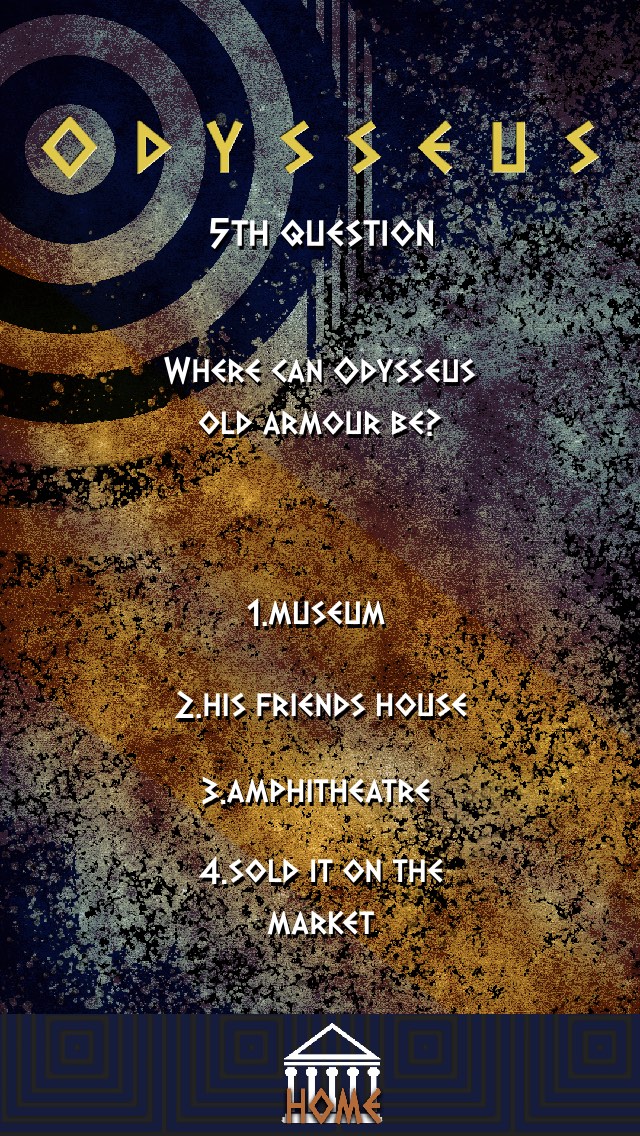 ODYSSEUS
5TH QUESTION
WHERE CAN ODYSSEUS
OLD ARMOUR BE?
1.MUSEUM
2.HIS FRIENDS HOUSE
3.AMPHITHEATRE
4.SOLD IT ON THE
MARKET
HOME